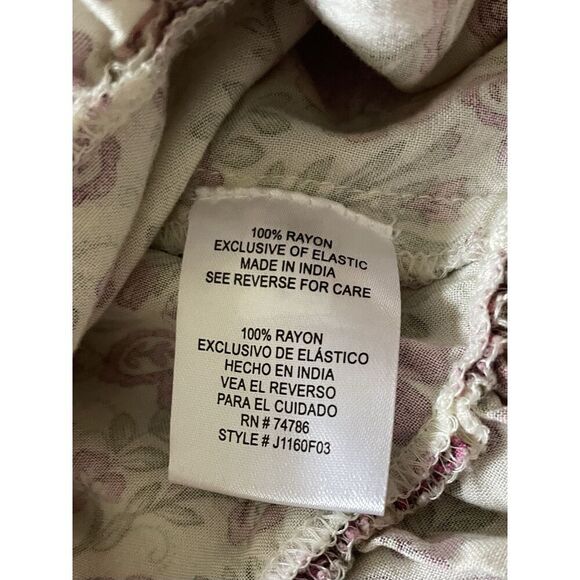 100% RAYON
EXCLUSIVE OF ELASTIC
MADE IN INDIA
SEE REVERSE FOR CARE
100% RAYON
EXCLUSIVO DE ELÁSTICO
HECHO EN INDIA
VEA EL REVERSO
PARA EL CUIDADO
RN # 74786
STYLE# J1160F03